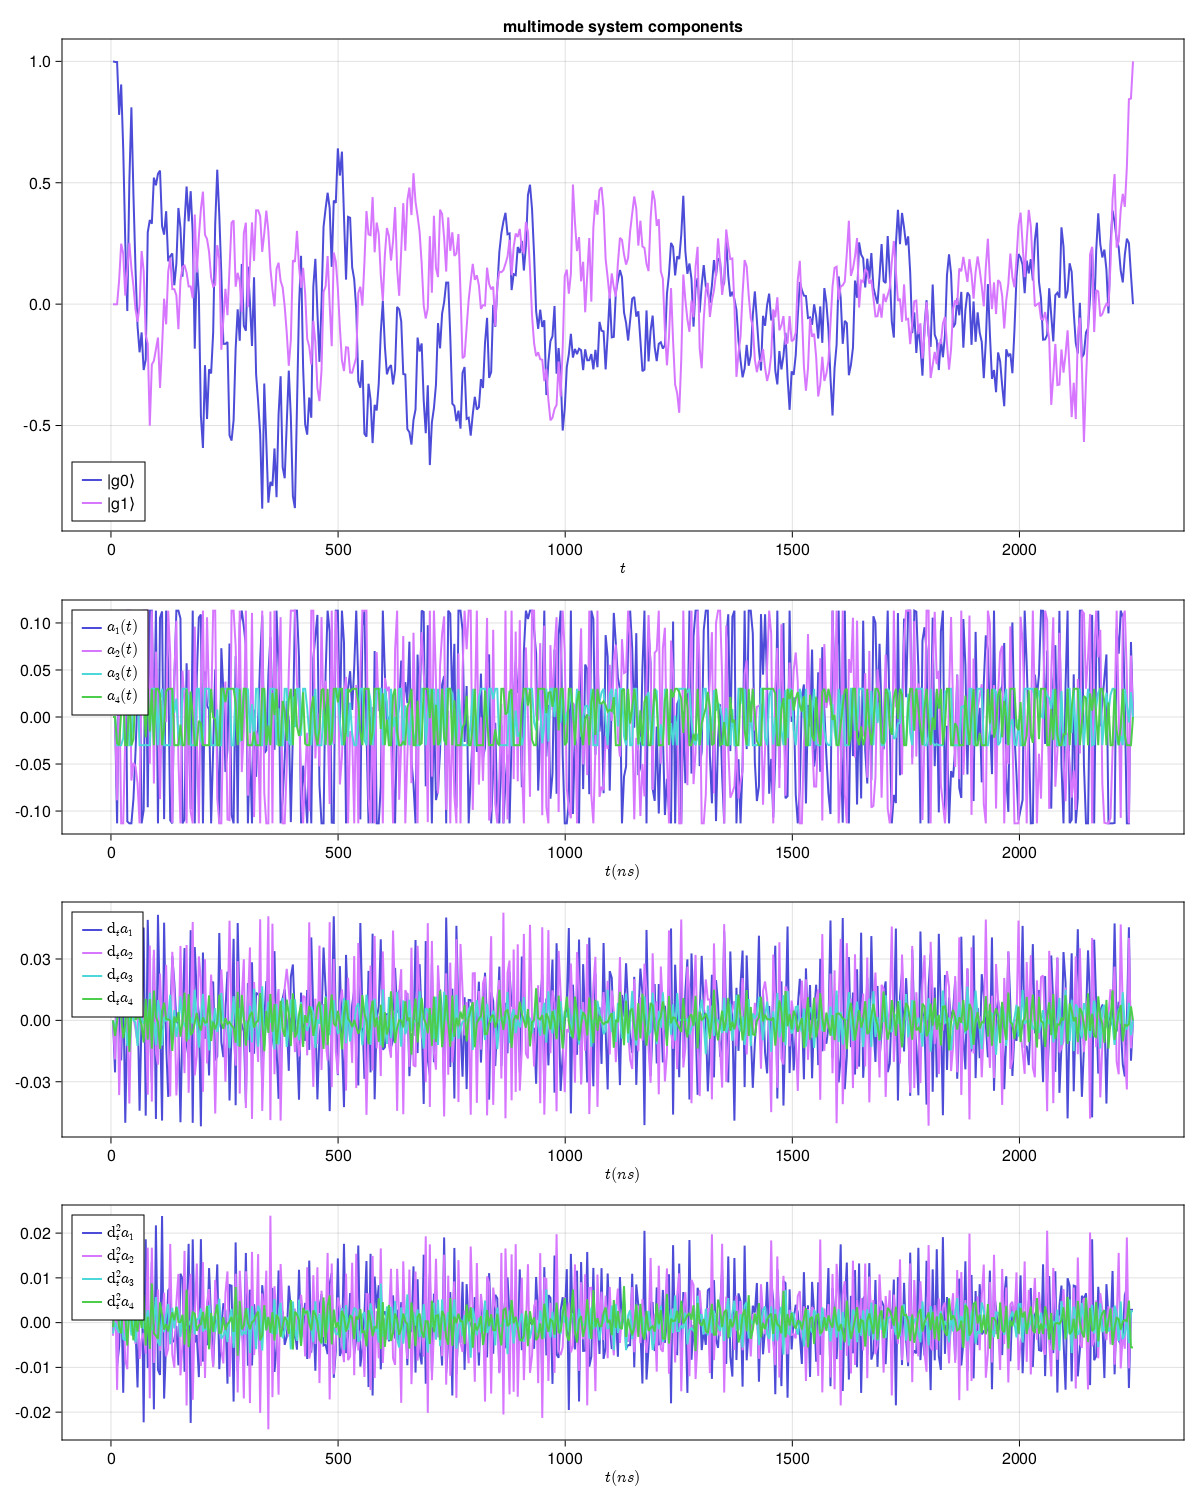 multimode system components
1.0
0.5
0.0
-0.5
|g0⟩
|g1⟩
0 500 1000 1500 2000
t
0.10
0.05
0.00
-0.05
-0.10
a₁(t)
a₂(t)
a₃(t)
a₄(t)
0 500 1000 1500 2000
t(ns)
0.03
0.00
-0.03
dₜa₁
dₜa₂
dₜa₃
dₜa₄
0 500 1000 1500 2000
t(ns)
0.02
0.01
0.00
-0.01
-0.02
d²ₜa₁
d²ₜa₂
d²ₜa₃
d²ₜa₄
0 500 1000 1500 2000
t(ns)